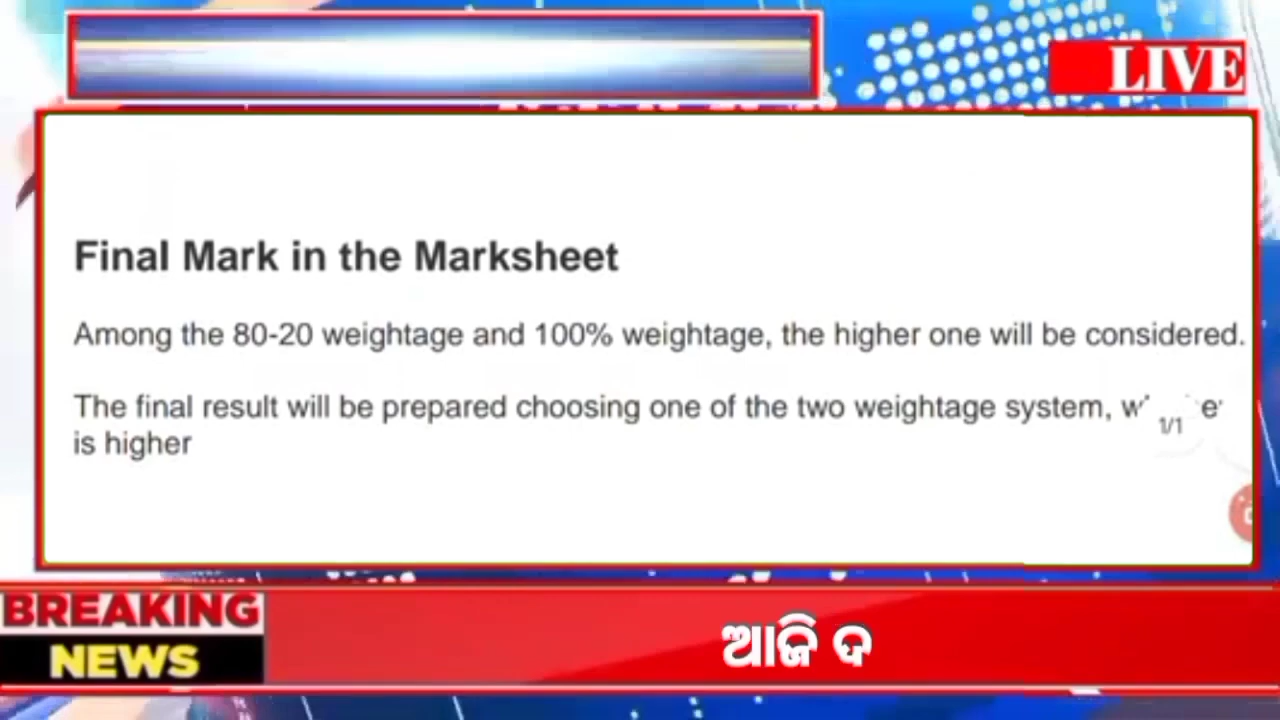 LIVE
Final Mark in the Marksheet
Among the 80-20 weightage and 100% weightage, the higher one will be considered.
The final result will be prepared choosing one of the two weightage system,
1/1
is higher
BREAKING
NEWS
ଆଜି ଦ